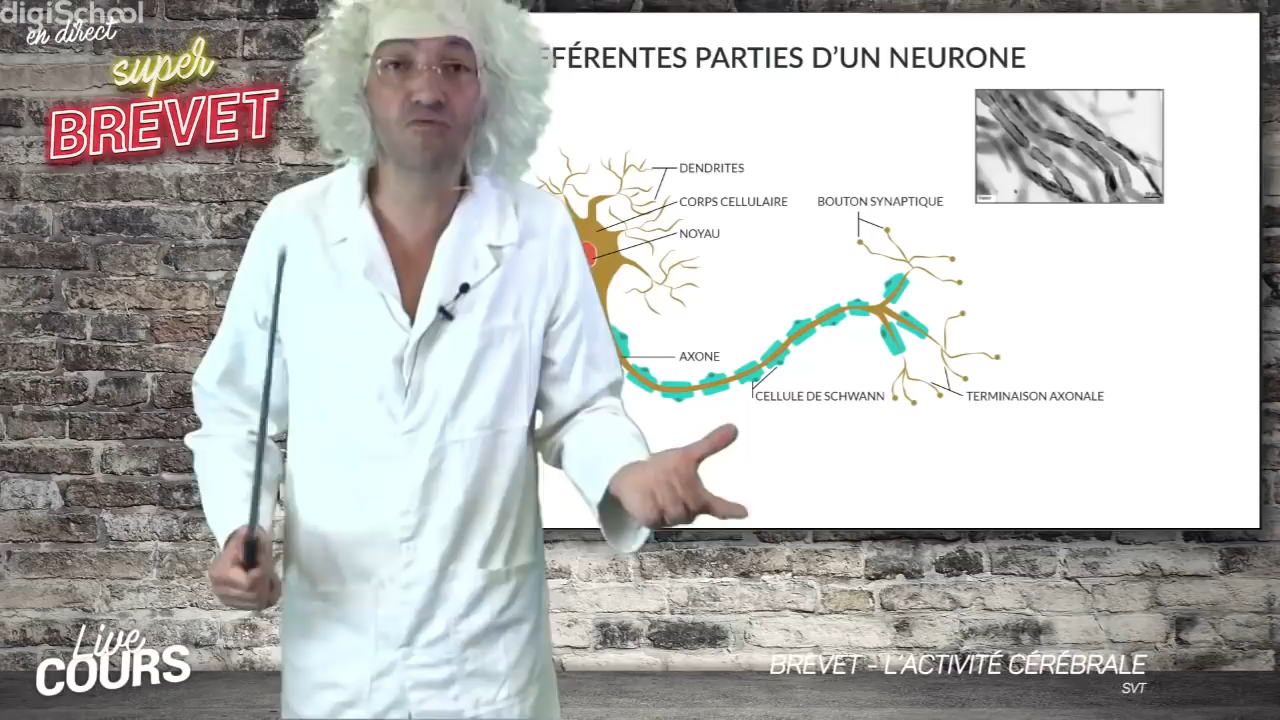 digiSchool
en direct
super
BREVET
FFÉRENTES PARTIES D'UN NEURONE
DENDRITES
CORPS CELLULAIRE
NOYAU
BOUTON SYNAPTIQUE
AXONE
CELLULE DE SCHWANN
TERMINAISON AXONALE
Live
COURS
BREVET - L'ACTIVITÉ CÉRÉBRALE
SVT